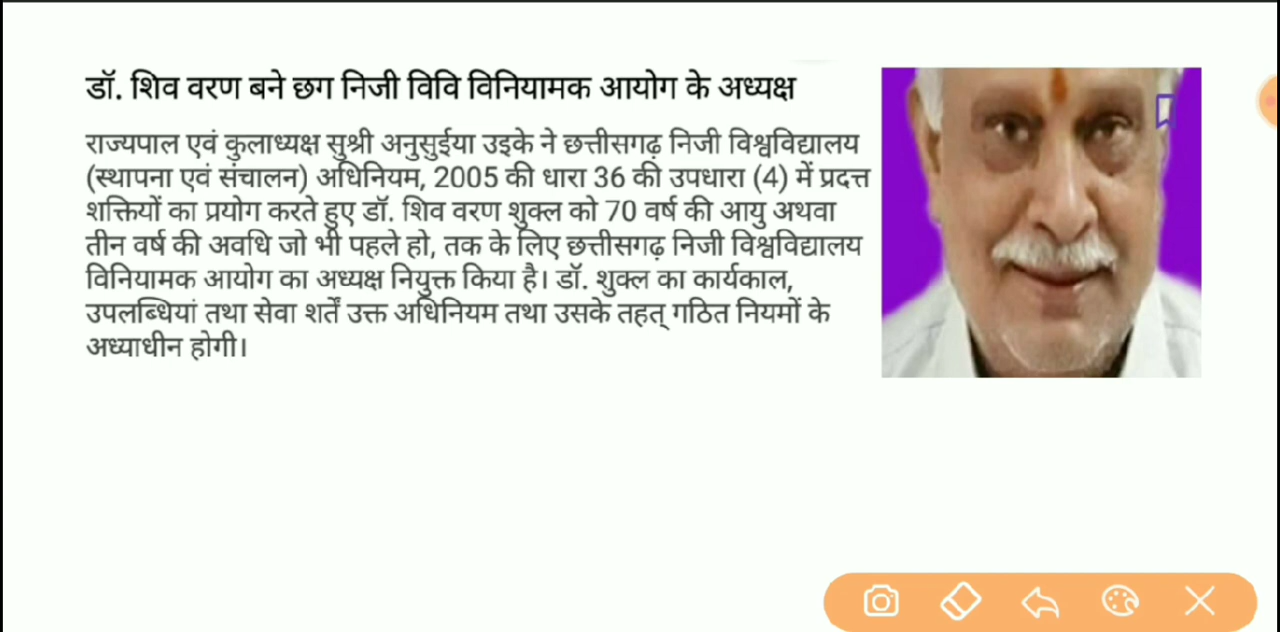 डॉ. शिव वरण बने छग निजी विवि विनियामक आयोग के अध्यक्ष
राज्यपाल एवं कुलाध्यक्ष सुश्री अनुसुईया उइके ने छत्तीसगढ़ निजी विश्वविद्यालय
(स्थापना एवं संचालन) अधिनियम, 2005 की धारा 36 की उपधारा (4) में प्रदत्त
शक्तियों का प्रयोग करते हुए डॉ. शिव वरण शुक्ल को 70 वर्ष की आयु अथवा
तीन वर्ष की अवधि जो भी पहले हो, तक के लिए छत्तीसगढ़ निजी विश्वविद्यालय
विनियामक आयोग का अध्यक्ष नियुक्त किया है। डॉ. शुक्ल का कार्यकाल,
उपलब्धियां तथा सेवा शर्तें उक्त अधिनियम तथा उसके तहत् गठित नियमों के
अध्याधीन होगी।